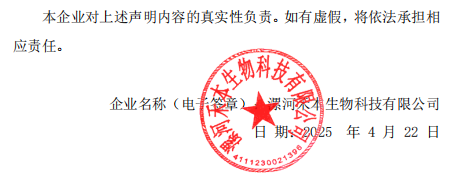 本企业对上述声明内容的真实性负责。如有虚假，将依法承担相
应责任。
企业名称（电子签章）：漯河禾本生物科技有限公司
日 期：2025 年 4 月 22 日
漯河禾本生物科技有限公司
4111230021396